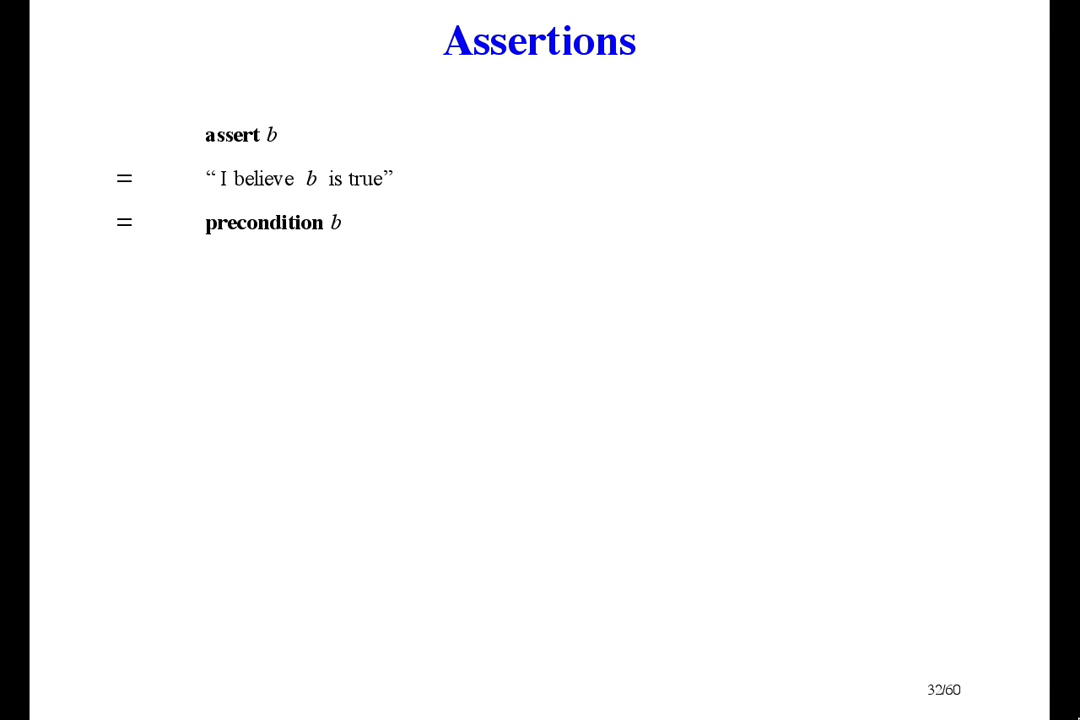 Assertions
assert b
= “ I believe b is true”
= precondition b
32/60